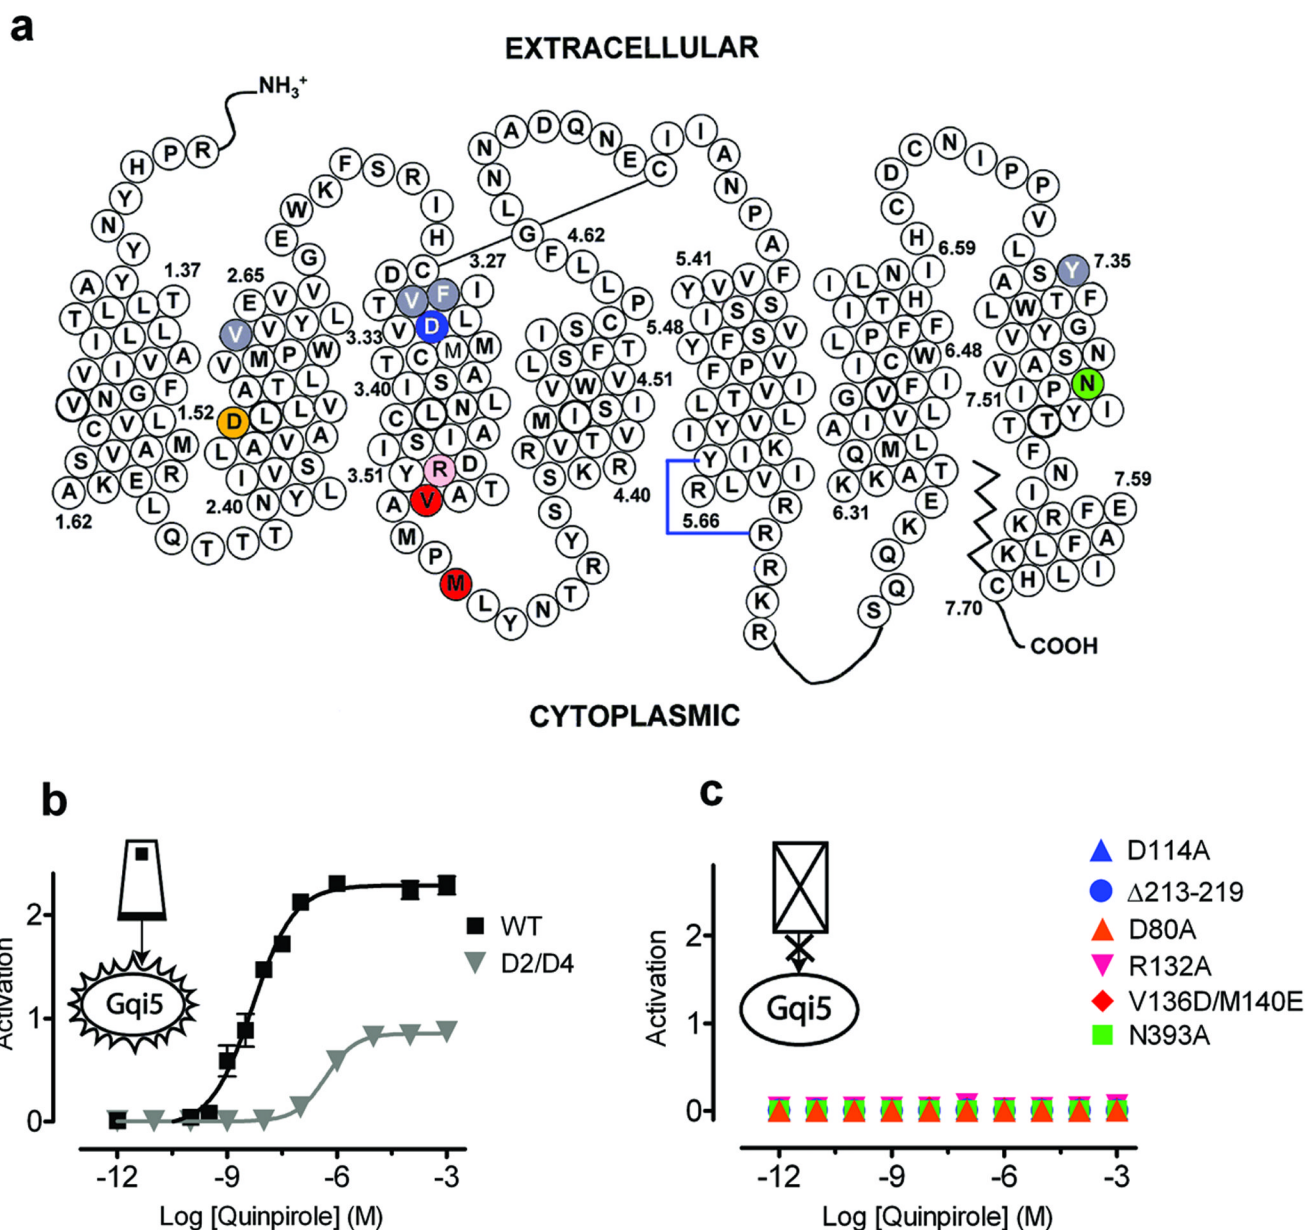 a
EXTRACELLULAR
NH3+
R P H Y N Y Y
1.37
A
T L L T
I L L
V I V A
V N G F
C V L
S V A M
A K E R
1.62
L Q T T T
F S R I H
K W E G
2.65
E V V
V V Y L
V M P W
A T L
1.52
D L L V
L A V A
I V S
2.40
N Y L
D C
3.27
T V F I
3.33
V D L
T C M M
3.40
I S A
C L N L
I S I A
3.51
Y R D
A V A T
M P M L Y N T R Y S
N A D Q N E C I I A N P A F
N L G F L L P
4.62
I S C
L S F T
V W V
4.51
M I S I
R V T V
S K R
4.40
5.41
Y V V
I S S
5.48
Y F S V
F P V
L T V I
I Y V L
Y I K
R L V I
5.66
R R R K R
D C N I P P V L
C H
6.59
I L N I
I T H
L P F F
I C W
6.48
G V F I
A I V L
Q M L
K K A T
6.31
E K Q Q S
7.35
A S Y
L W T F
V Y G
V A S N
7.51
I P N
T T Y I
F N I
7.59
K R F E
K L F A
C H L I
7.70
COOH
CYTOPLASMIC
b
Activation
2
1
0
Gqi5
WT
D2/D4
-12 -9 -6 -3
Log [Quinpirole] (M)
c
Activation
2
1
0
Gqi5
D114A
Δ213-219
D80A
R132A
V136D/M140E
N393A
-12 -9 -6 -3
Log [Quinpirole] (M)